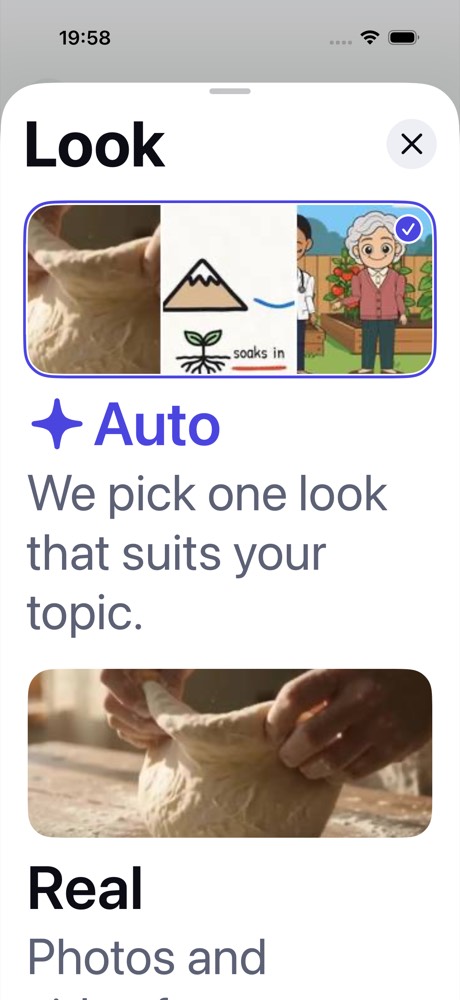 19:58
Look
soaks in
Auto
We pick one look
that suits your
topic.
Real
Photos and